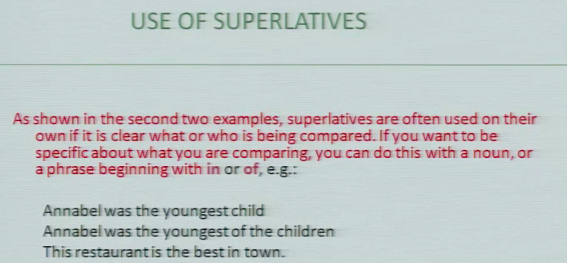 USE OF SUPERLATIVES
As shown in the second two examples, superlatives are often used on their
own if it is clear what or who is being compared. If you want to be
specific about what you are comparing, you can do this with a noun, or
a phrase beginning with in or of, e.g.:
Annabel was the youngest child
Annabel was the youngest of the children
This restaurant is the best in town.